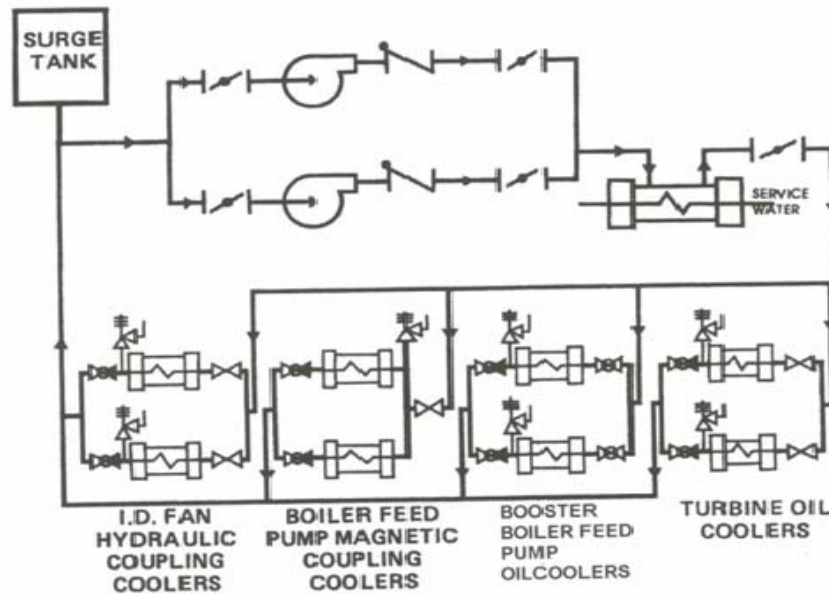 SURGE
TANK
SERVICE
WATER
I.D. FAN
HYDRAULIC
COUPLING
COOLERS
BOILER FEED
PUMP MAGNETIC
COUPLING
COOLERS
BOOSTER
BOILER FEED
PUMP
OILCOOLERS
TURBINE OIL
COOLERS